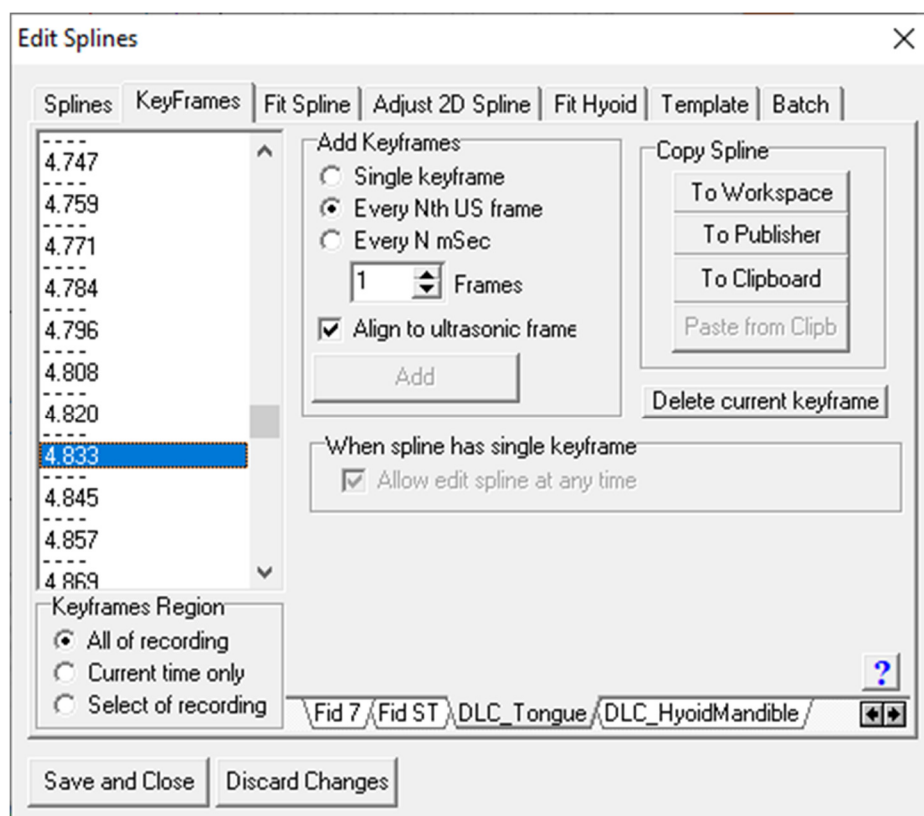 Edit Splines
Splines KeyFrames Fit Spline Adjust 2D Spline Fit Hyoid Template Batch
----
4.747
----
4.759
----
4.771
----
4.784
----
4.796
----
4.808
----
4.820
----
4.833
----
4.845
----
4.857
----
4.869
Keyframes Region
All of recording
Current time only
Select of recording
Add Keyframes
Single keyframe
Every Nth US frame
Every N mSec
1 Frames
Align to ultrasonic frame
Add
Copy Spline
To Workspace
To Publisher
To Clipboard
Paste from Clipb
Delete current keyframe
When spline has single keyframe
Allow edit spline at any time
?
Fid 7 Fid ST DLC_Tongue DLC_HyoidMandible
Save and Close Discard Changes